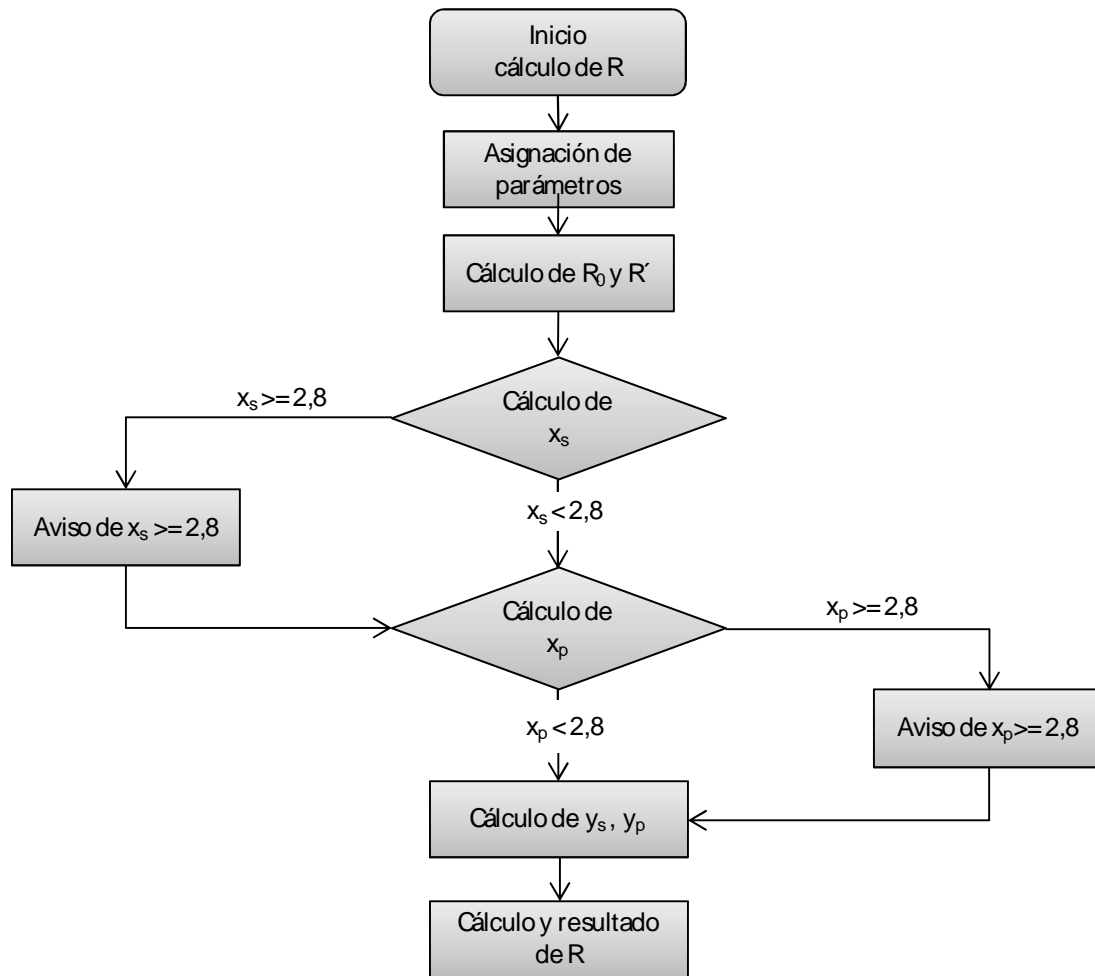 Inicio
cálculo de R
Asignación de
parámetros
Cálculo de R₀ y R´
Cálculo de
xₛ
xₛ >= 2,8
Aviso de xₛ >= 2,8
xₛ < 2,8
Cálculo de
xₚ
xₚ >= 2,8
Aviso de xₚ >= 2,8
xₚ < 2,8
Cálculo de yₛ , yₚ
Cálculo y resultado
de R